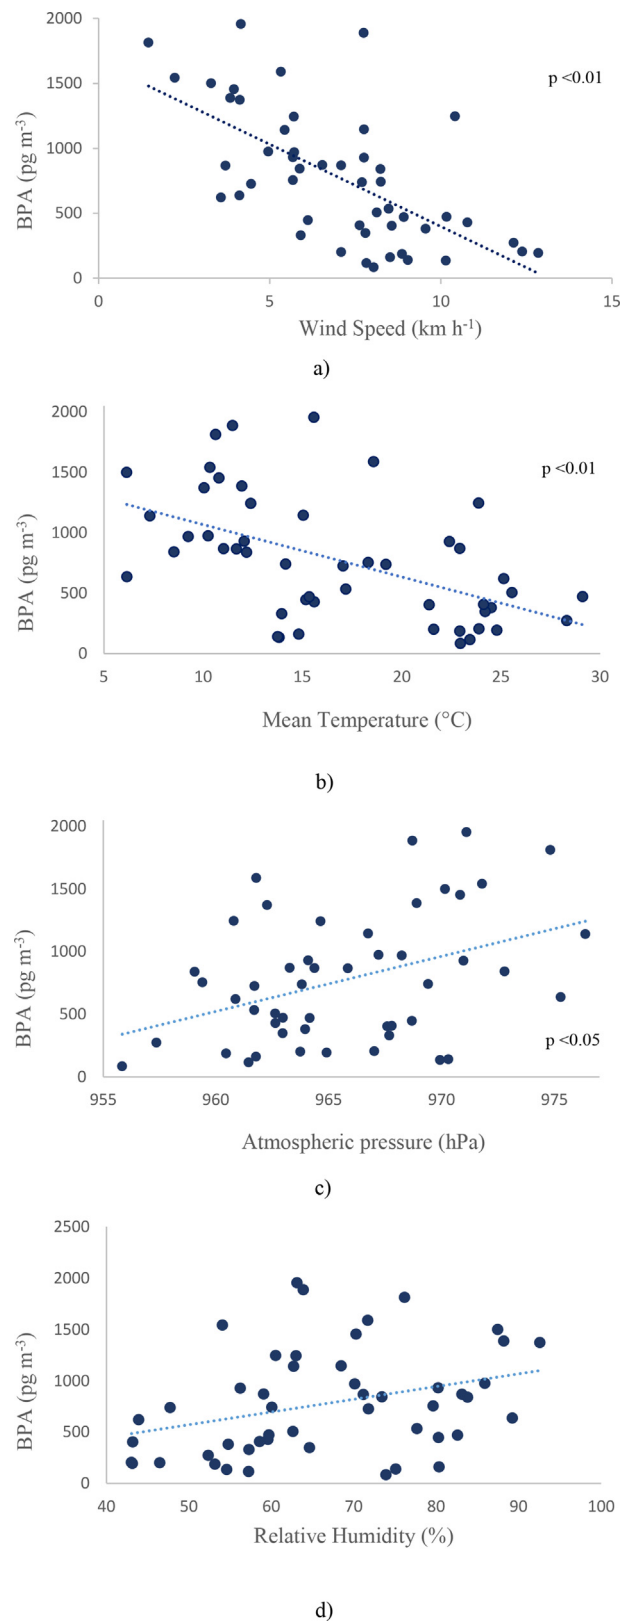 2000
1500
1000
500
0
BPA (pg m-3)
p <0.01
0 5 10 15
Wind Speed (km h-1)
a)
2000
1500
1000
500
0
BPA (pg m-3)
p <0.01
5 10 15 20 25 30
Mean Temperature (°C)
b)
2000
1500
1000
500
0
BPA (pg m-3)
p <0.05
955 960 965 970 975
Atmospheric pressure (hPa)
c)
2500
2000
1500
1000
500
0
BPA (pg m-3)
40 50 60 70 80 90 100
Relative Humidity (%)
d)